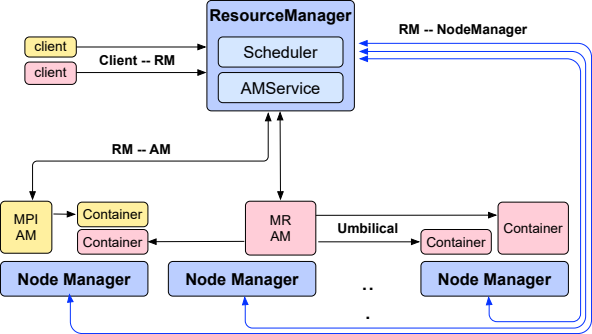 ResourceManager
client
RM -- NodeManager
Scheduler
Client -- RM
client
AMService
RM -- AM
MPI
AM
Container
Container
MR
AM
Umbilical
Container
Container
Node Manager
Node Manager
. .
Node Manager
.